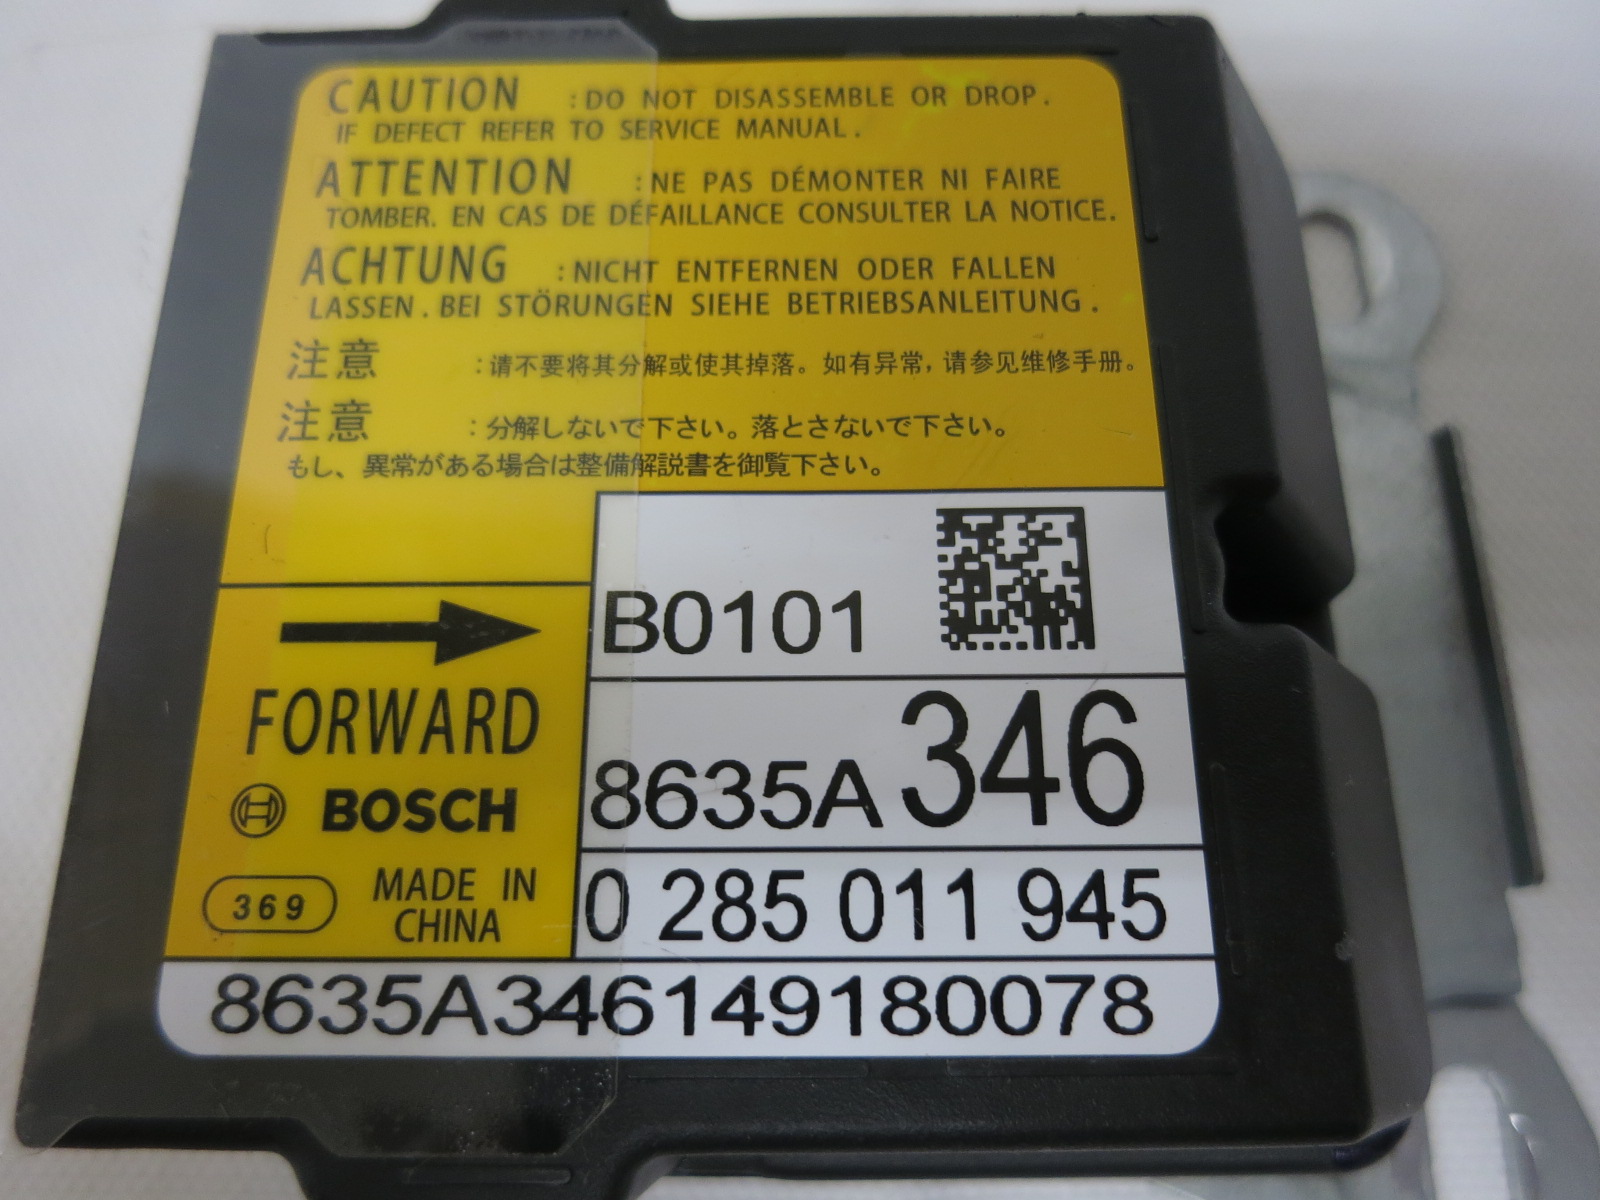 CAUTION :DO NOT DISASSEMBLE OR DROP.
IF DEFECT REFER TO SERVICE MANUAL.
ATTENTION :NE PAS DÉMONTER NI FAIRE
TOMBER. EN CAS DE DÉFAILLANCE CONSULTER LA NOTICE.
ACHTUNG :NICHT ENTFERNEN ODER FALLEN
LASSEN. BEI STÖRUNGEN SIEHE BETRIEBSANLEITUNG.
注意 :请不要将其分解或使其掉落。如有异常,请参见维修手册。
注意 :分解しないで下さい。落とさないで下さい。
もし、異常がある場合は整備解説書を御覧下さい。
B0101
FORWARD
8635A346
BOSCH
369 MADE IN
CHINA
0 285 011 945
8635A346149180078